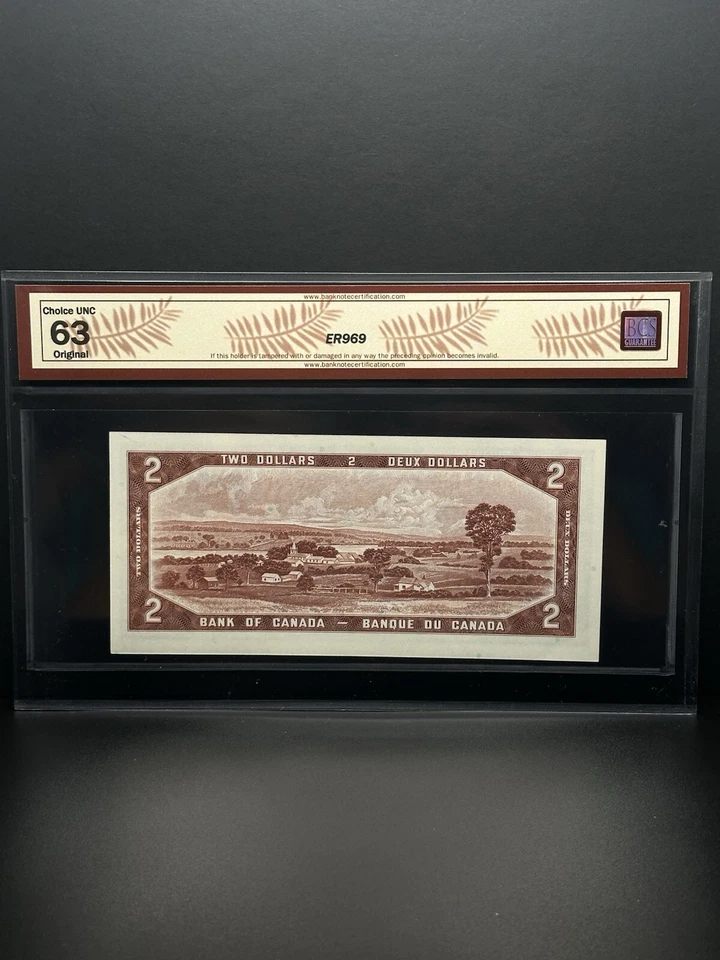 www.banknotecertification.com
Choice UNC
63
Original
ER969
If this holder is tampered with or damaged in any way the preceding opinion becomes invalid.
www.banknotecertification.com
BCS
GUARANTEE
2 TWO DOLLARS 2 DEUX DOLLARS 2
TWO DOLLARS
DEUX DOLLARS
2 BANK OF CANADA — BANQUE DU CANADA 2